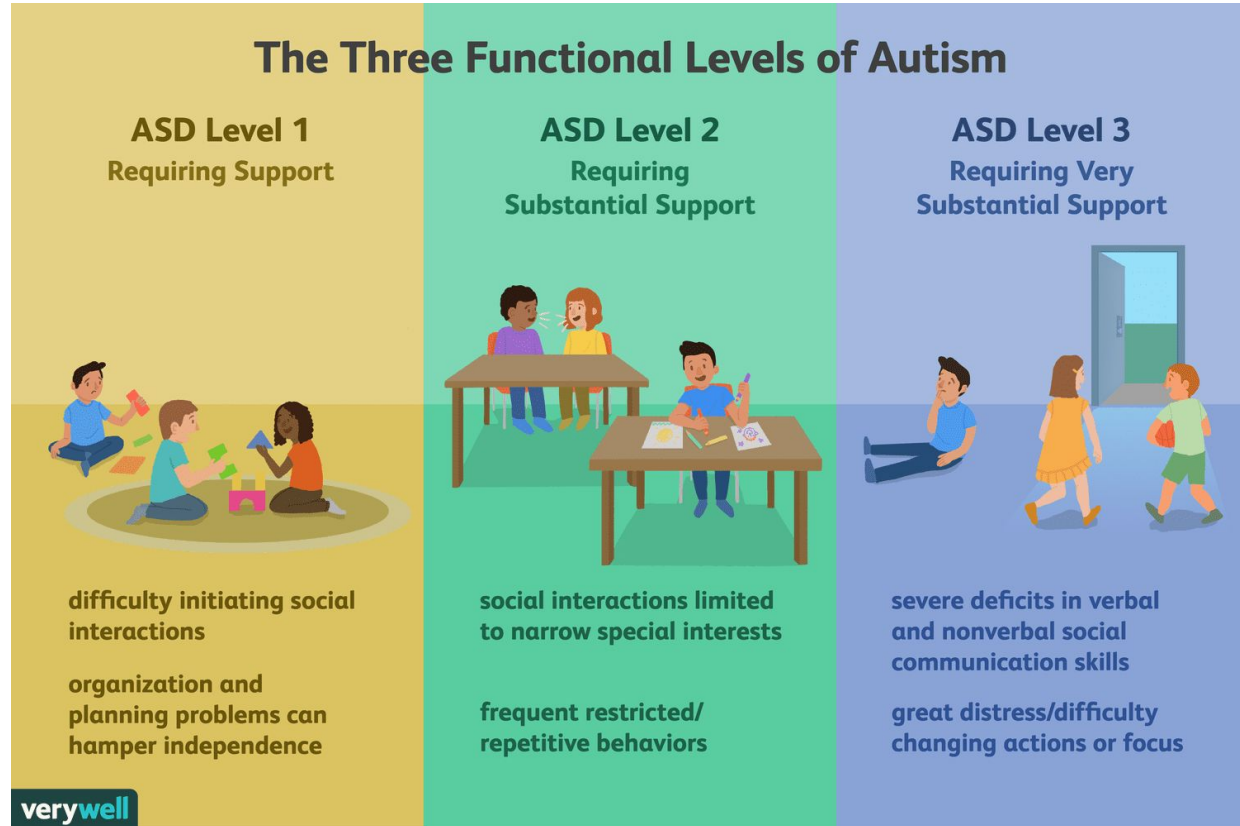 The Three Functional Levels of Autism
ASD Level 1
Requiring Support
difficulty initiating social
interactions
organization and
planning problems can
hamper independence
ASD Level 2
Requiring
Substantial Support
social interactions limited
to narrow special interests
frequent restricted/
repetitive behaviors
ASD Level 3
Requiring Very
Substantial Support
severe deficits in verbal
and nonverbal social
communication skills
great distress/difficulty
changing actions or focus
verywell